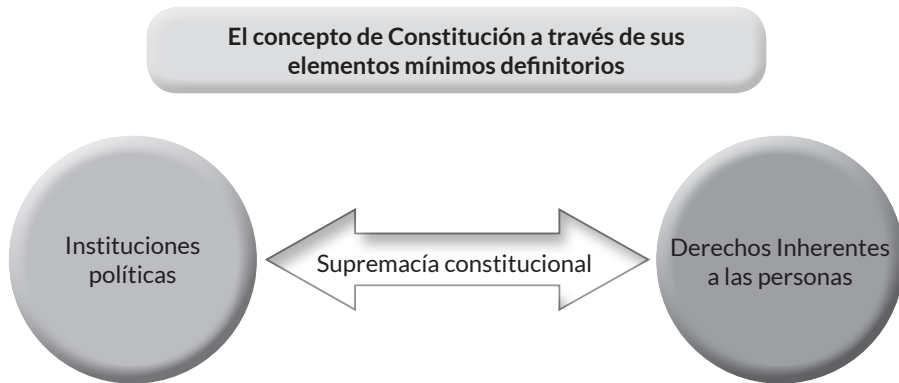 El concepto de Constitución a través de sus
elementos mínimos definitorios
Instituciones
políticas
Supremacía constitucional
Derechos Inherentes
a las personas